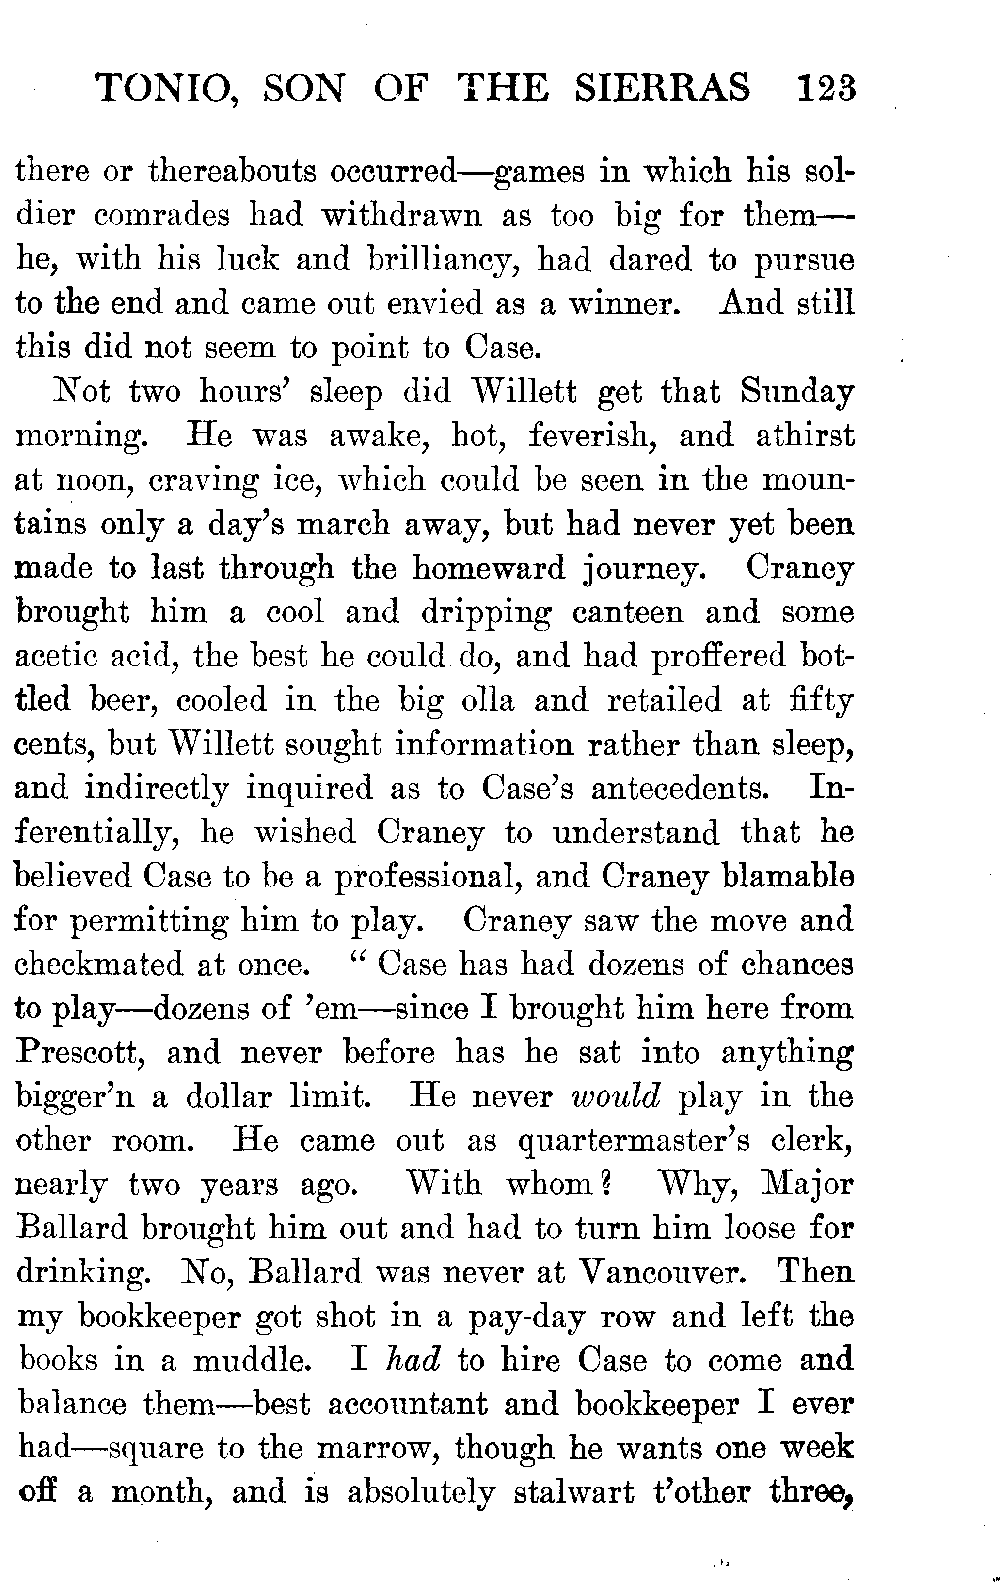 TONIO, SON OF THE SIERRAS 123
there or thereabouts occurred—games in which his sol-
dier comrades had withdrawn as too big for them—
he, with his luck and brilliancy, had dared to pursue
to the end and came out envied as a winner. And still
this did not seem to point to Case.
Not two hours' sleep did Willett get that Sunday
morning. He was awake, hot, feverish, and athirst
at noon, craving ice, which could be seen in the moun-
tains only a day's march away, but had never yet been
made to last through the homeward journey. Craney
brought him a cool and dripping canteen and some
acetic acid, the best he could do, and had proffered bot-
tled beer, cooled in the big olla and retailed at fifty
cents, but Willett sought information rather than sleep,
and indirectly inquired as to Case's antecedents. In-
ferentially, he wished Craney to understand that he
believed Case to be a professional, and Craney blamable
for permitting him to play. Craney saw the move and
checkmated at once. " Case has had dozens of chances
to play—dozens of 'em—since I brought him here from
Prescott, and never before has he sat into anything
bigger'n a dollar limit. He never would play in the
other room. He came out as quartermaster's clerk,
nearly two years ago. With whom? Why, Major
Ballard brought him out and had to turn him loose for
drinking. No, Ballard was never at Vancouver. Then
my bookkeeper got shot in a pay-day row and left the
books in a muddle. I had to hire Case to come and
balance them—best accountant and bookkeeper I ever
had—square to the marrow, though he wants one week
off a month, and is absolutely stalwart t'other three,